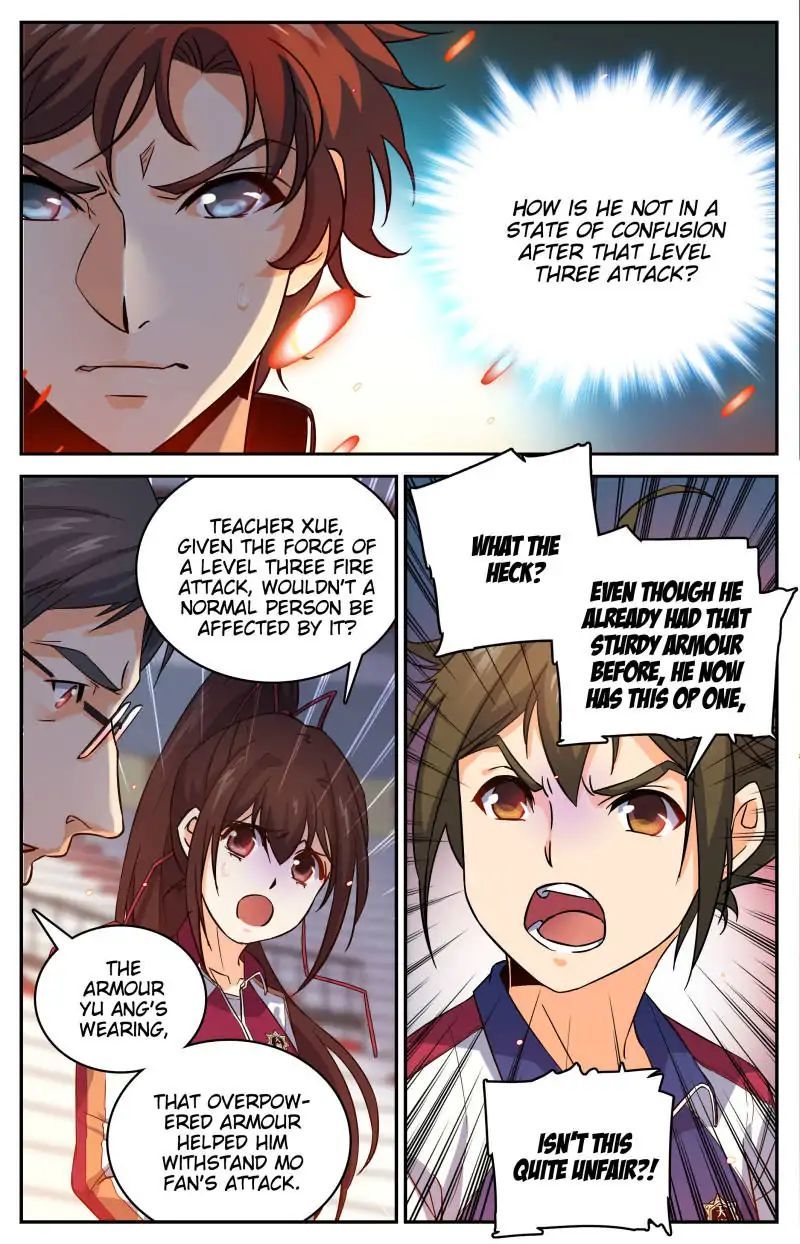 HOW IS HE NOT IN A
STATE OF CONFUSION
AFTER THAT LEVEL
THREE ATTACK?
TEACHER XUE,
GIVEN THE FORCE OF
A LEVEL THREE FIRE
ATTACK, WOULDN'T A
NORMAL PERSON BE
AFFECTED BY IT?
THE
ARMOUR
YU ANG'S
WEARING,
THAT OVERPOW-
ERED ARMOUR
HELPED HIM
WITHSTAND MO
FAN'S ATTACK.
WHAT THE
HECK?
EVEN THOUGH HE
ALREADY HAD THAT
STURDY ARMOUR
BEFORE, HE NOW
HAS THIS OP ONE,
ISN'T THIS
QUITE UNFAIR?!